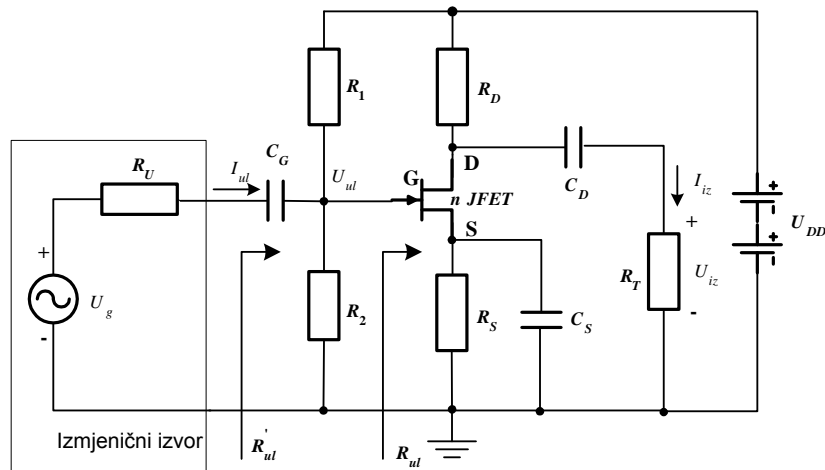 R1
RD
RU
Iul
CG
Uul
G
D
n JFET
S
CD
Iiz
+
+
UDD
+
Ug
-
R2
RS
CS
RT
+
Uiz
-
Izmjenični izvor
R'ul
Rul